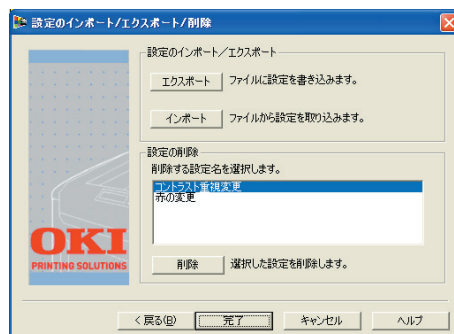 設定のインポート/エクスポート/削除
設定のインポート／エクスポート
エクスポート ファイルに設定を書き込みます。
インポート ファイルから設定を取り込みます。
設定の削除
削除する設定名を選択します。
コントラスト重視変更
赤の変更
OKI
PRINTING SOLUTIONS
削除 選択した設定を削除します。
< 戻る(B) 完了 キャンセル ヘルプ